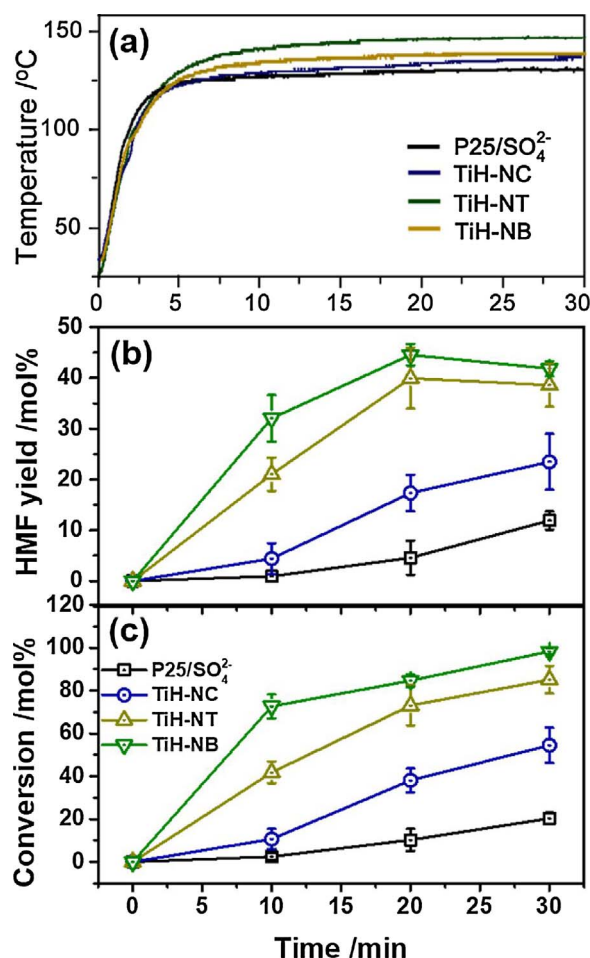 (a)
Temperature /ºC
150
100
50
P25/SO₄²⁻
TiH-NC
TiH-NT
TiH-NB
0 5 10 15 20 25 30
(b)
HMF yield /mol%
50
40
30
20
10
0
120
(c)
Conversion /mol%
100
80
60
40
20
0
P25/SO₄²⁻
TiH-NC
TiH-NT
TiH-NB
0 5 10 15 20 25 30
Time /min